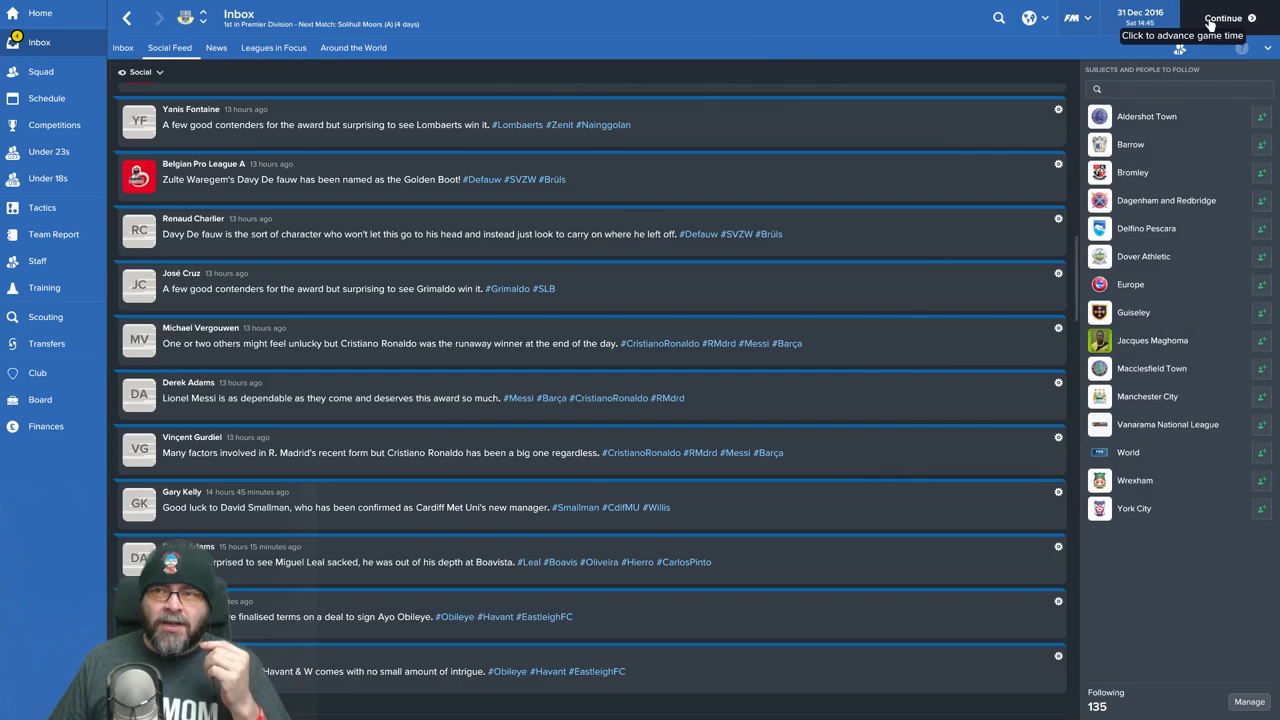 Home
4
Inbox
Squad
Schedule
Competitions
Under 23s
Under 18s
Tactics
Team Report
Staff
Training
Scouting
Transfers
Club
Board
Finances
Inbox
1st in Premier Division - Next Match: Solihull Moors (A) (4 days)
FM
31 Dec 2016
Sat 14:45
Continue
Click to advance game time
Inbox Social Feed News Leagues in Focus Around the World
Social
YF
Yanis Fontaine 13 hours ago
A few good contenders for the award but surprising to see Lombaerts win it. #Lombaerts #Zenit #Nainggolan
Belgian Pro League A 13 hours ago
Zulte Waregem's Davy De fauw has been named as the Golden Boot! #Defauw #SVZW #Brüls
RC
Renaud Charlier 13 hours ago
Davy De fauw is the sort of character who won't let this go to his head and instead just look to carry on where he left off. #Defauw #SVZW #Brüls
JC
José Cruz 13 hours ago
A few good contenders for the award but surprising to see Grimaldo win it. #Grimaldo #SLB
MV
Michael Vergouwen 13 hours ago
One or two others might feel unlucky but Cristiano Ronaldo was the runaway winner at the end of the day. #CristianoRonaldo #RMdrd #Messi #Barça
DA
Derek Adams 13 hours ago
Lionel Messi is as dependable as they come and deserves this award so much. #Messi #Barça #CristianoRonaldo #RMdrd
VG
Vinçent Gurdiel 13 hours ago
Many factors involved in R. Madrid's recent form but Cristiano Ronaldo has been a big one regardless. #CristianoRonaldo #RMdrd #Messi #Barça
GK
Gary Kelly 14 hours 45 minutes ago
Good luck to David Smallman, who has been confirmed as Cardiff Met Uni's new manager. #Smallman #CdifMU #Willis
DA
Adams 15 hours 15 minutes ago
surprised to see Miguel Leal sacked, he was out of his depth at Boavista. #Leal #Boavis #Oliveira #Hierro #CarlosPinto
ago
finalised terms on a deal to sign Ayo Obileye. #Obileye #Havant #EastleighFC
Havant & W comes with no small amount of intrigue. #Obileye #Havant #EastleighFC
MOM
SUBJECTS AND PEOPLE TO FOLLOW
Aldershot Town
Barrow
Bromley
Dagenham and Redbridge
Delfino Pescara
Dover Athletic
Europe
Guiseley
Jacques Maghoma
Macclesfield Town
Manchester City
Vanarama National League
World
Wrexham
York City
Following
135
Manage